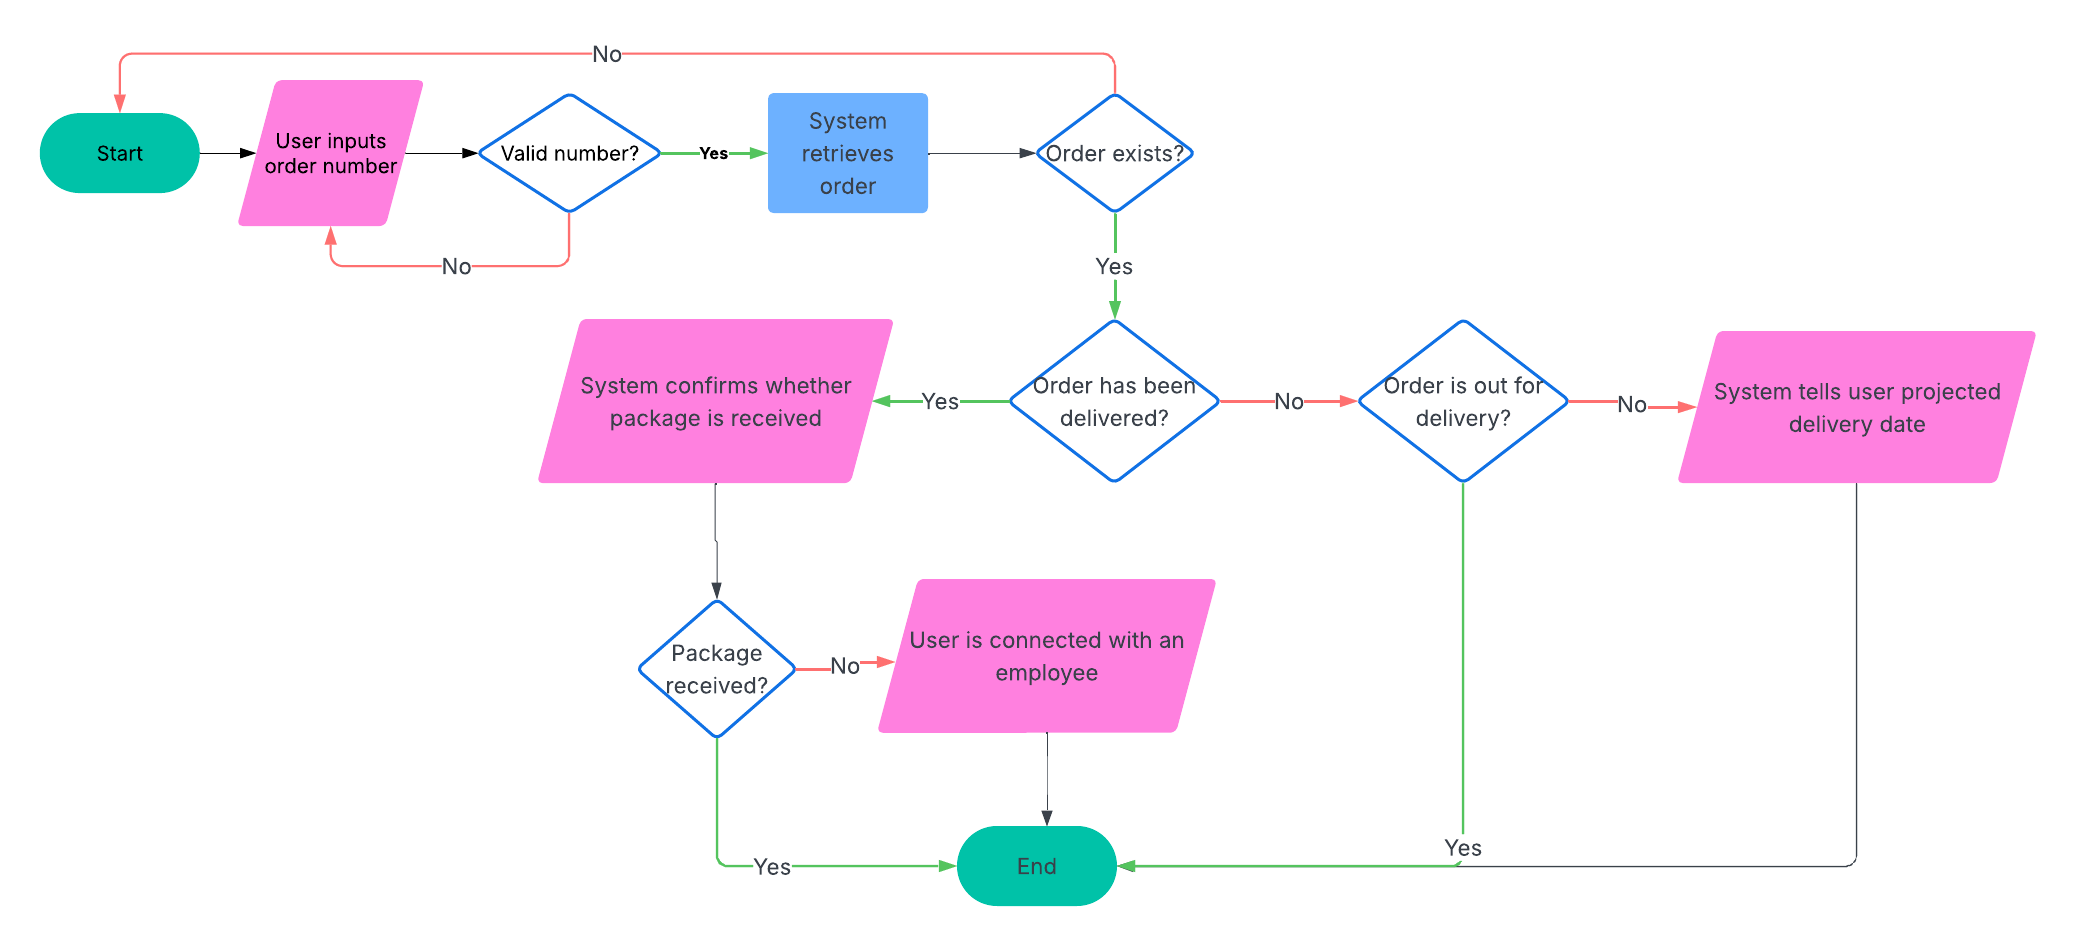 No
Start
User inputs
order number
Valid number?
Yes
System
retrieves
order
Order exists?
No
Yes
System confirms whether
package is received
Yes
Order has been
delivered?
No
Order is out for
delivery?
No
System tells user projected
delivery date
Package
received?
No
User is connected with an
employee
Yes
End
Yes